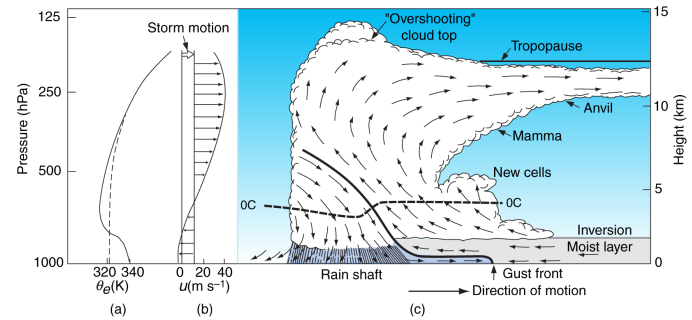 125
250
500
1000
Pressure (hPa)
320 340
θe(K)
(a)
Storm motion
0 20 40
u(m s⁻¹)
(b)
"Overshooting"
cloud top
Tropopause
Anvil
Mamma
New cells
0C
0C
Inversion
Moist layer
Rain shaft
Gust front
Direction of motion
(c)
15
10
5
0
Height (km)